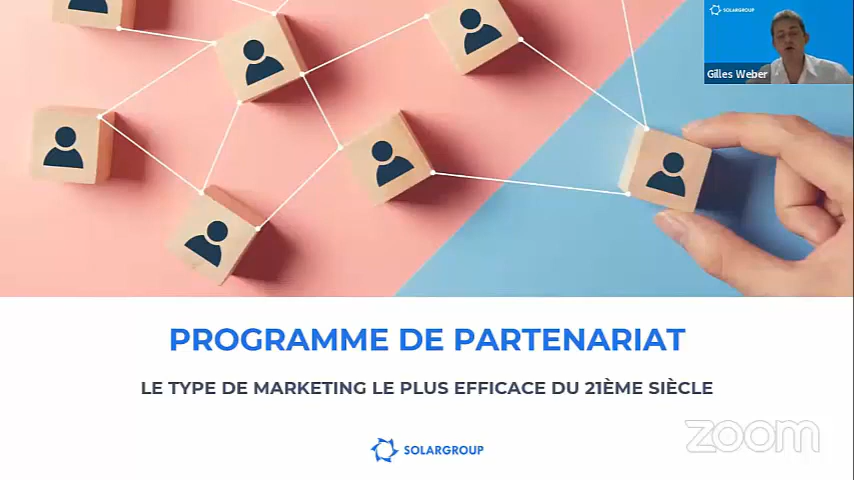 SOLARGROUP
Gilles Weber
PROGRAMME DE PARTENARIAT
LE TYPE DE MARKETING LE PLUS EFFICACE DU 21ÈME SIÈCLE
SOLARGROUP
zoom